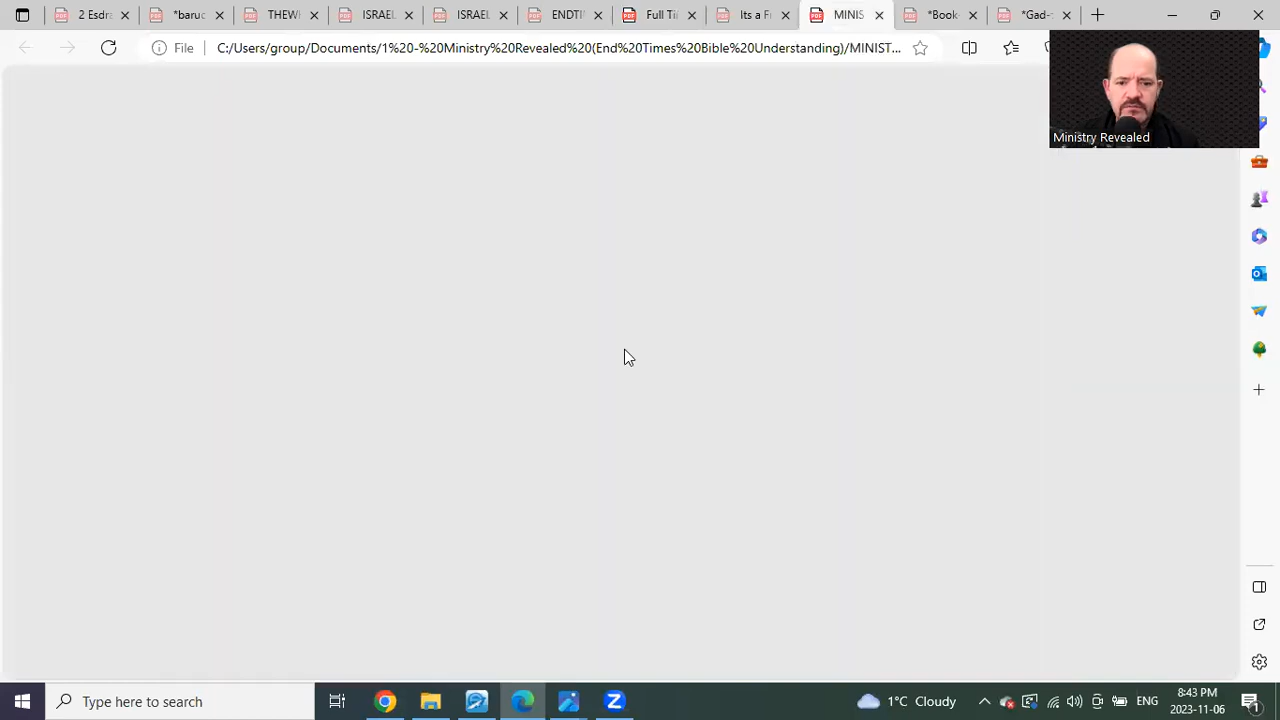 2 Esdra
*baruc
THEWH
ISRAEL
ISRAEL
ENDTI
Full Ti
Its a F
MINIS
*Book-
*Gad-t
File
C:/Users/group/Documents/1%20-%20Ministry%20Revealed%20(End%20Times%20Bible%20Understanding)/MINIST...
Ministry Revealed
Type here to search
1°C Cloudy
ENG
8:43 PM
2023-11-06